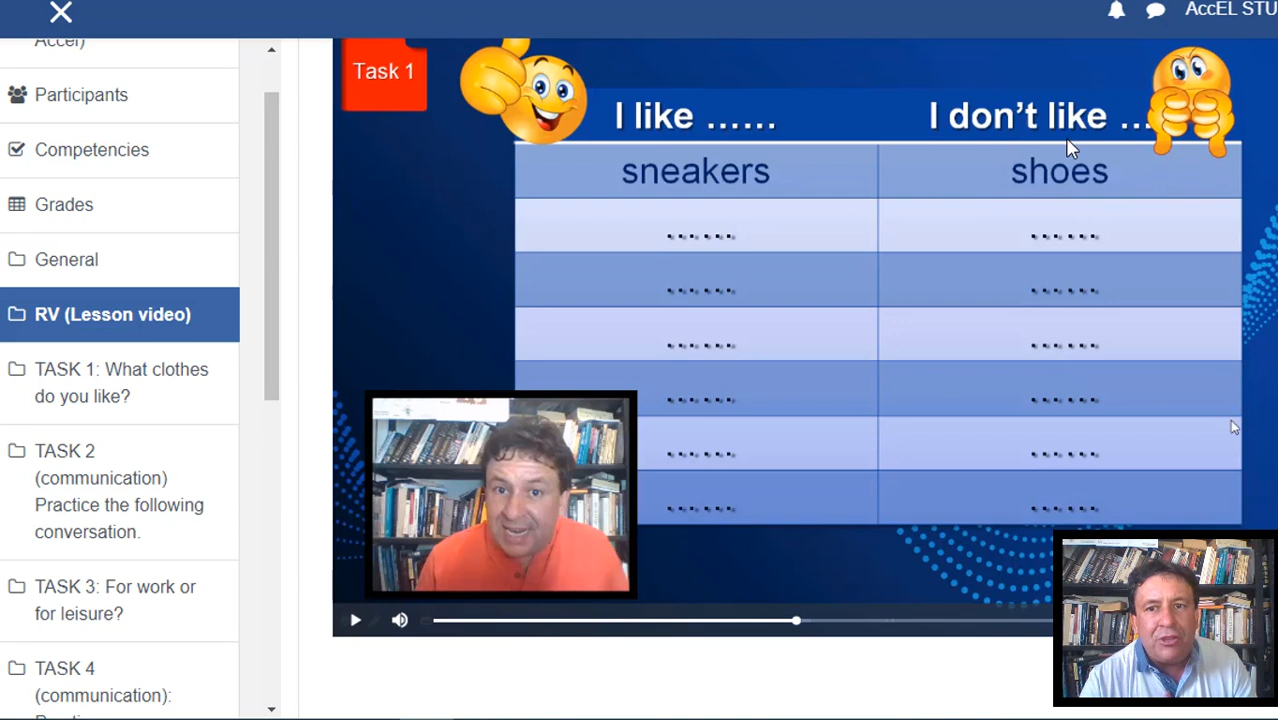 AccEL STU
Accel)
Participants
Competencies
Grades
General
RV (Lesson video)
TASK 1: What clothes
do you like?
TASK 2
(communication)
Practice the following
conversation.
TASK 3: For work or
for leisure?
TASK 4
(communication):
Task 1
I like ……
I don’t like …
sneakers
shoes
.......
......
.......
......
.......
......
.......
......
.......
......
.......
......